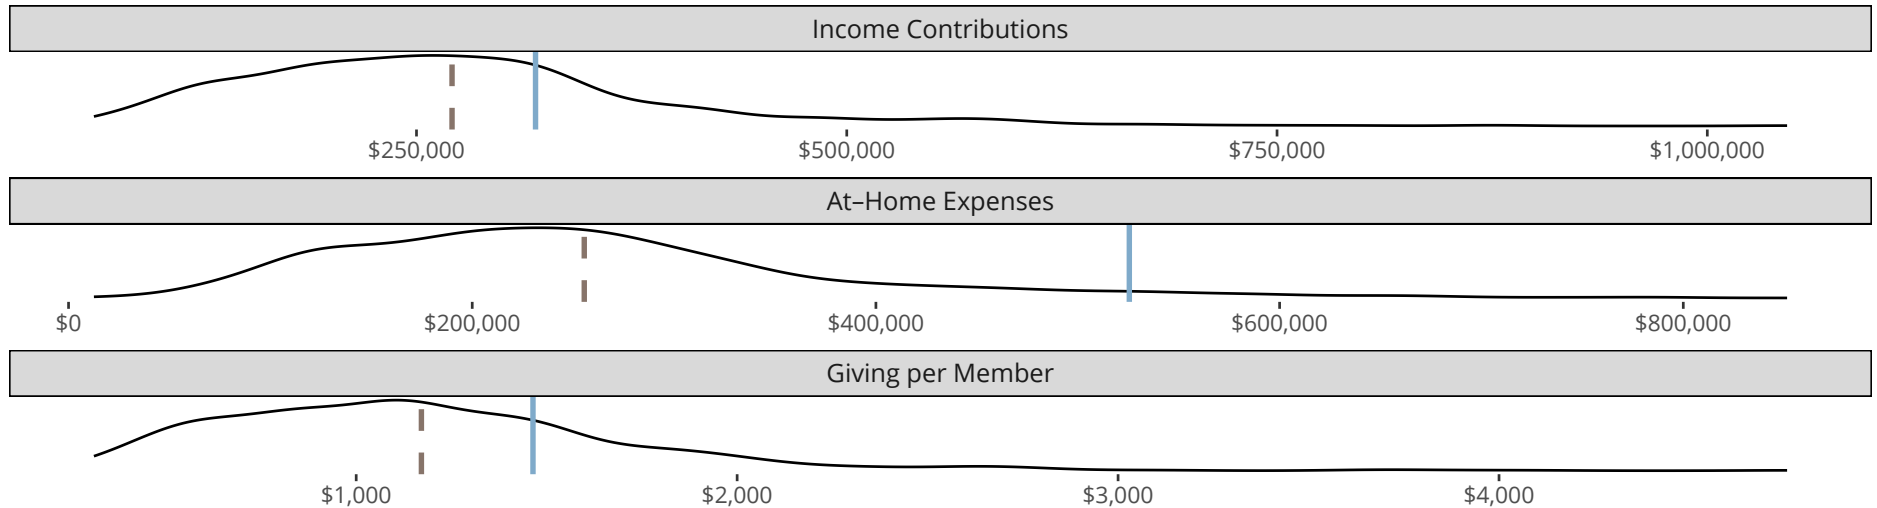 Income Contributions
$250,000 $500,000 $750,000 $1,000,000
At–Home Expenses
$0 $200,000 $400,000 $600,000 $800,000
Giving per Member
$1,000 $2,000 $3,000 $4,000